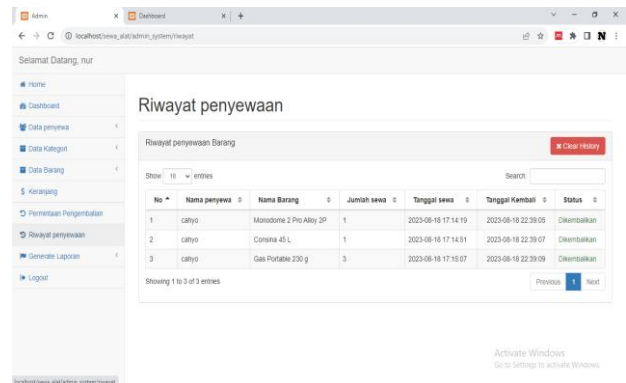 Admin
Dashboard
localhost/sewa_alat/admin_system/riwayat
Selamat Datang, nur
Home
Dashboard
Data penyewa
Data Kategori
Data Barang
Keranjang
Permintaan Pengembalian
Riwayat penyewaan
Generate Laporan
Logout
Riwayat penyewaan
Riwayat penyewaan Barang
Clear History
Show 10 entries
Search:
No Nama penyewa Nama Barang Jumlah sewa Tanggal sewa Tanggal Kembali Status
1 cahyo Monodome 2 Pro Alloy 2P 1 2023-08-18 17:14:19 2023-08-18 22:39:05 Dikembalikan
2 cahyo Consina 45 L 1 2023-08-18 17:14:51 2023-08-18 22:39:07 Dikembalikan
3 cahyo Gas Portable 230 g 3 2023-08-18 17:15:07 2023-08-18 22:39:09 Dikembalikan
Showing 1 to 3 of 3 entries
Previous 1 Next
Activate Windows
Go to Settings to activate Windows.
localhost/sewa_alat/admin_system/riwayat